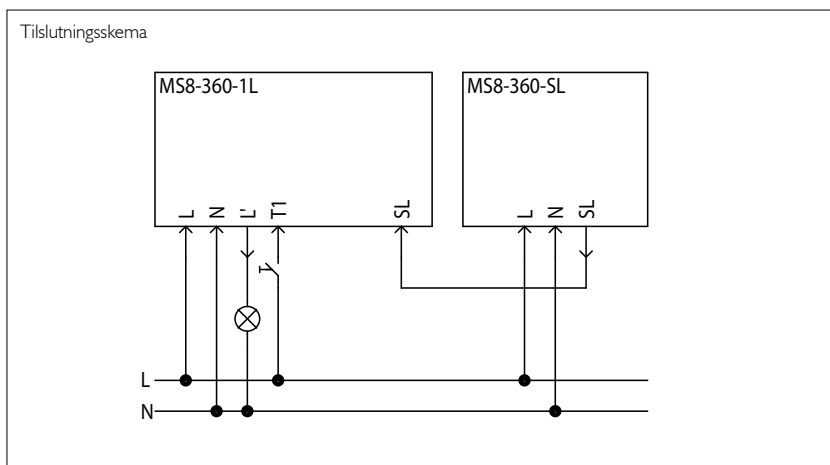 Tilslutningsskema
MS8-360-1L
MS8-360-SL
L
N
L'
T1
SL
L
N
SL
L
N